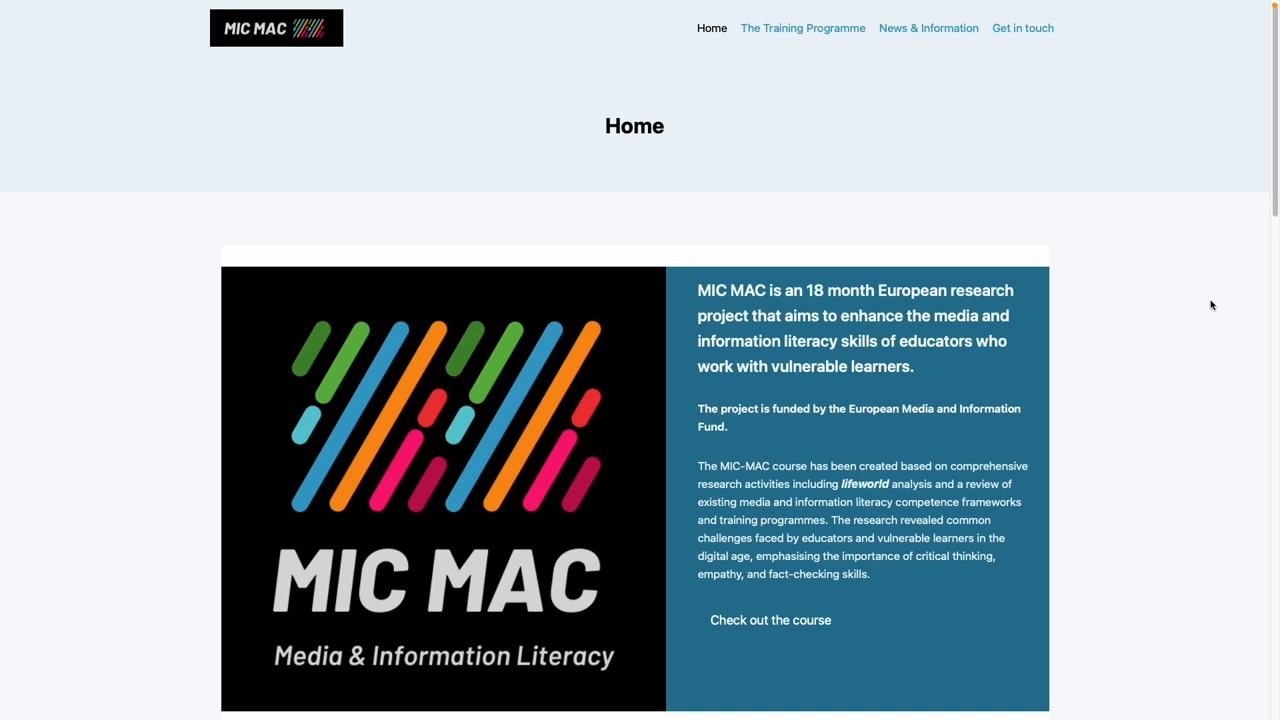 MIC MAC
Home
The Training Programme
News & Information
Get in touch
Home
MIC MAC
Media & Information Literacy
MIC MAC is an 18 month European research
project that aims to enhance the media and
information literacy skills of educators who
work with vulnerable learners.
The project is funded by the European Media and Information
Fund.
The MIC-MAC course has been created based on comprehensive
research activities including lifeworld analysis and a review of
existing media and information literacy competence frameworks
and training programmes. The research revealed common
challenges faced by educators and vulnerable learners in the
digital age, emphasising the importance of critical thinking,
empathy, and fact-checking skills.
Check out the course